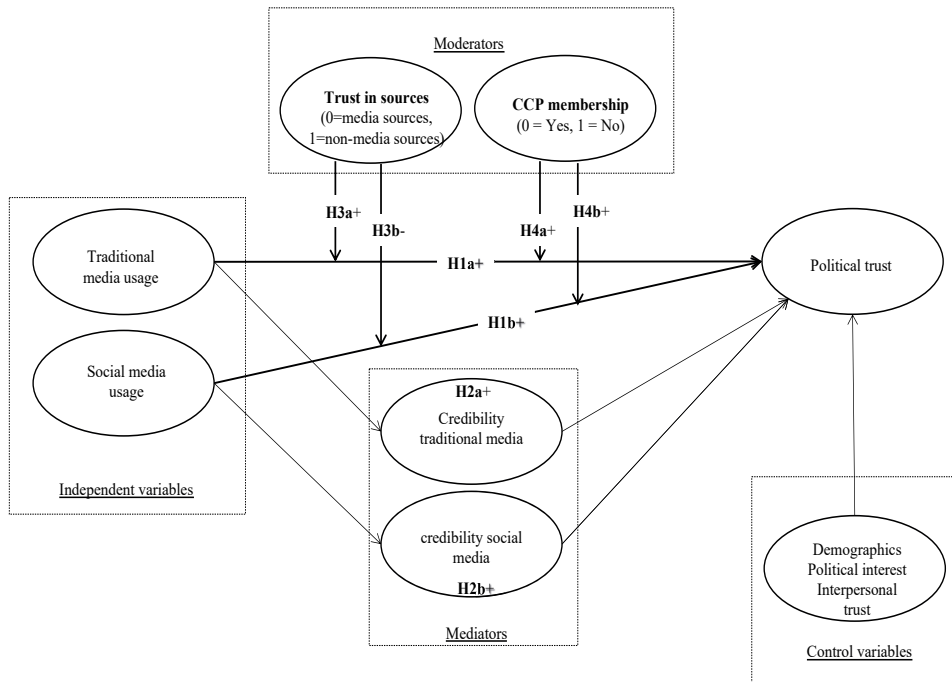 Moderators
Trust in sources
(0=media sources,
1=non-media sources)
CCP membership
(0 = Yes, 1 = No)
H3a+
H3b-
H4a+
H4b+
Traditional
media usage
H1a+
Political trust
H1b+
Social media
usage
Independent variables
H2a+
Credibility
traditional media
credibility social
media
H2b+
Mediators
Demographics
Political interest
Interpersonal
trust
Control variables